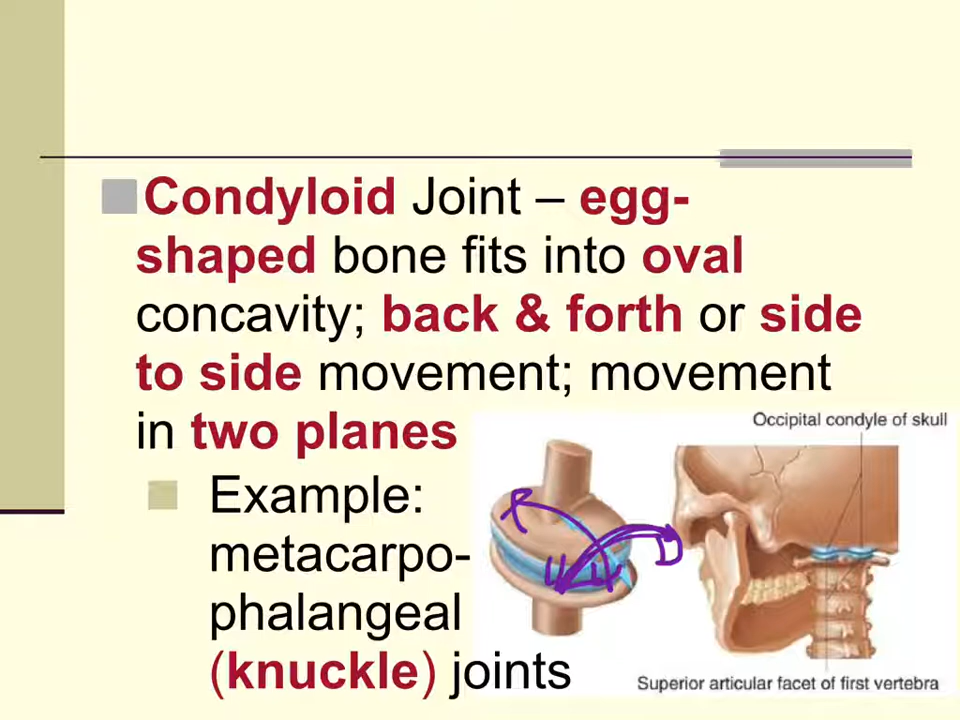 Condyloid Joint – egg-
shaped bone fits into oval
concavity; back & forth or side
to side movement; movement
in two planes
Example:
metacarpo-
phalangeal
(knuckle) joints
Occipital condyle of skull
Superior articular facet of first vertebra